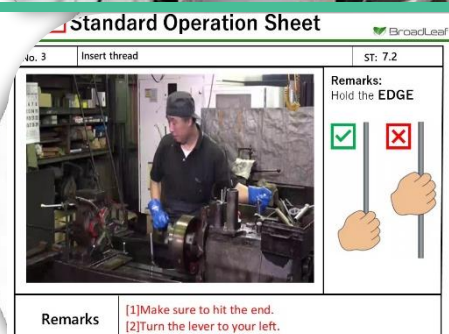 Standard Operation Sheet
BroadLeaf
No. 3
Insert thread
ST: 7.2
Remarks:
Hold the EDGE
Remarks
[1]Make sure to hit the end.
[2]Turn the lever to your left.